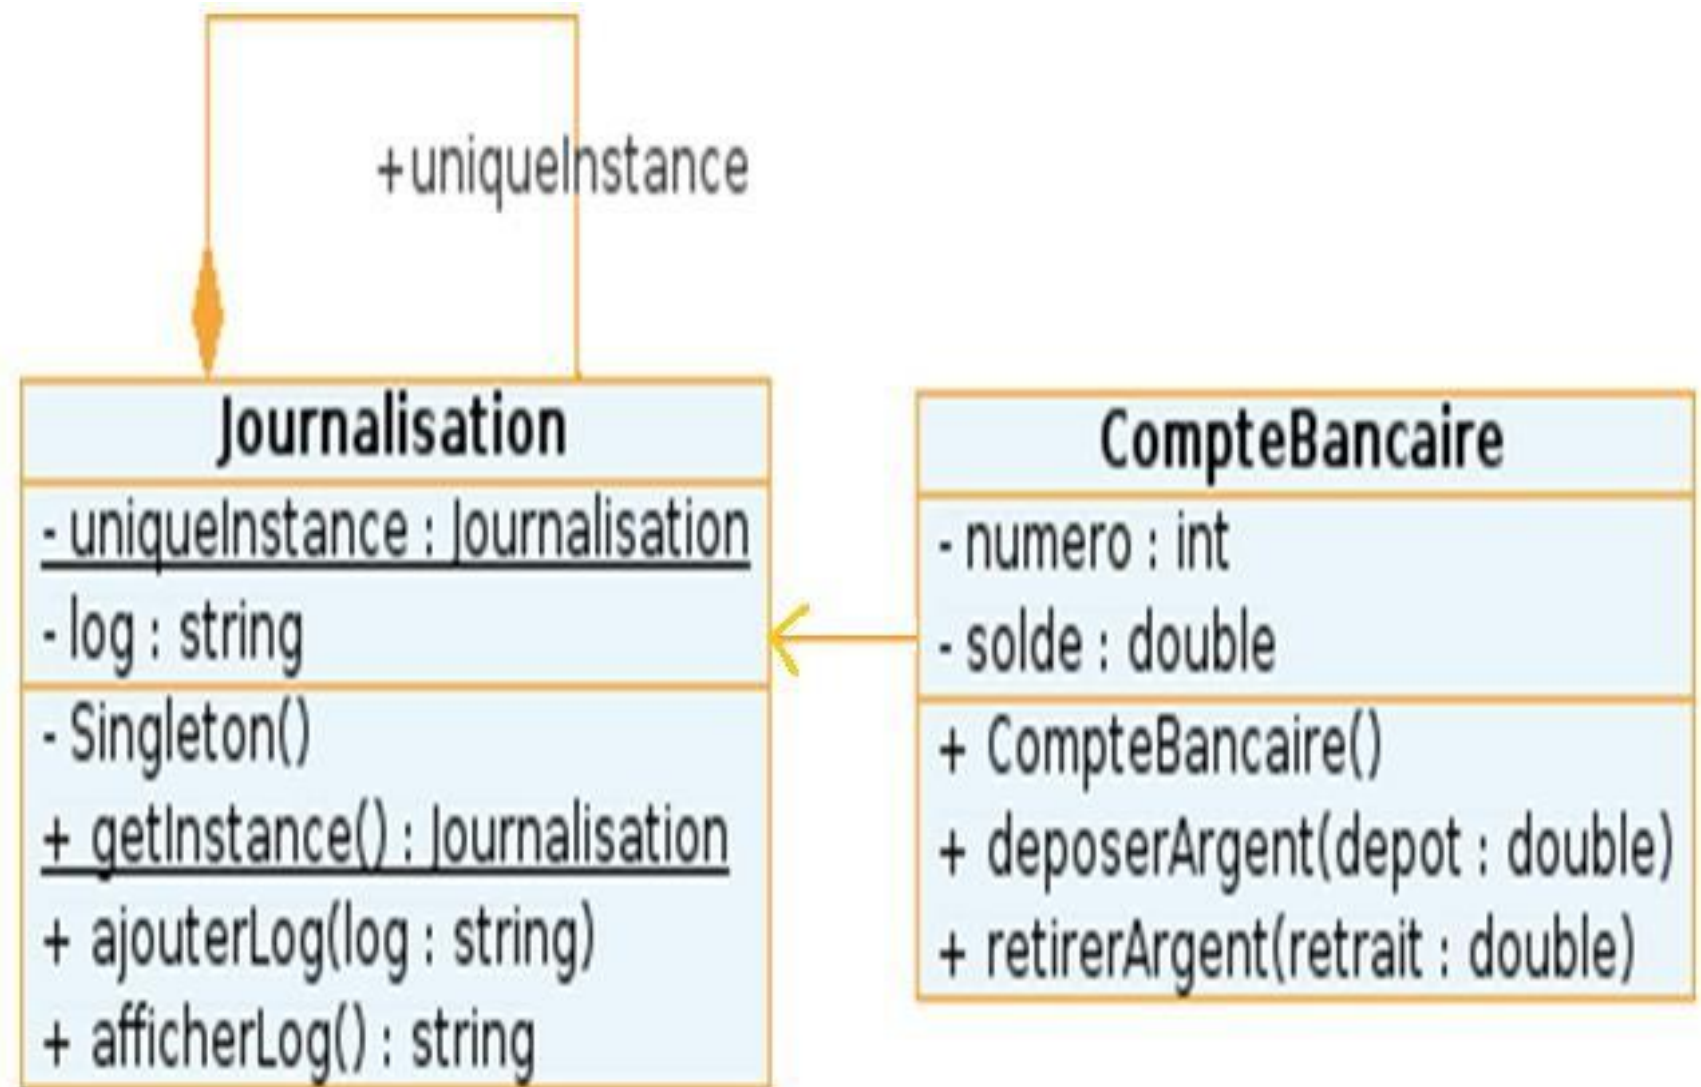 +uniqueInstance
Journalisation
- uniqueInstance : Journalisation
- log : string
- Singleton()
+ getInstance() : Journalisation
+ ajouterLog(log : string)
+ afficherLog() : string
CompteBancaire
- numero : int
- solde : double
+ CompteBancaire()
+ deposerArgent(depot : double)
+ retirerArgent(retrait : double)